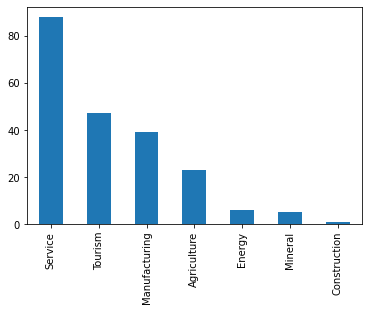 80
60
40
20
0
Service
Tourism
Manufacturing
Agriculture
Energy
Mineral
Construction